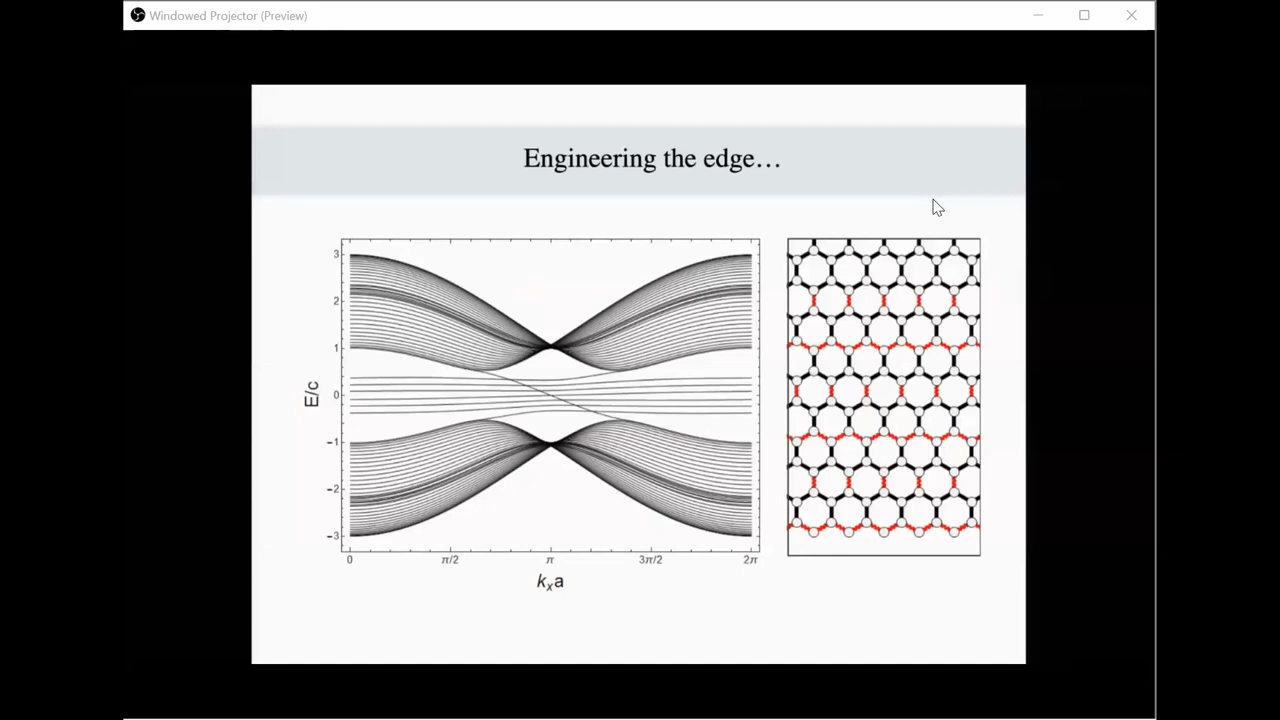 Windowed Projector (Preview)
Engineering the edge…
3
2
1
0
−1
−2
−3
E/c
0 π/2 π 3π/2 2π
kₓa